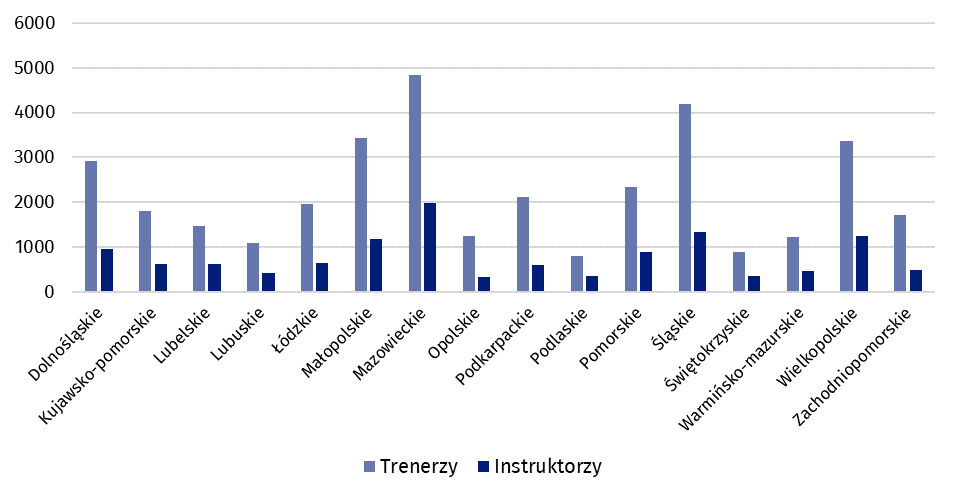 6000
5000
4000
3000
2000
1000
0
Dolnośląskie
Kujawsko-pomorskie
Lubelskie
Lubuskie
Łódzkie
Małopolskie
Mazowieckie
Opolskie
Podkarpackie
Podlaskie
Pomorskie
Śląskie
Świętokrzyskie
Warmińsko-mazurskie
Wielkopolskie
Zachodniopomorskie
Trenerzy Instruktorzy